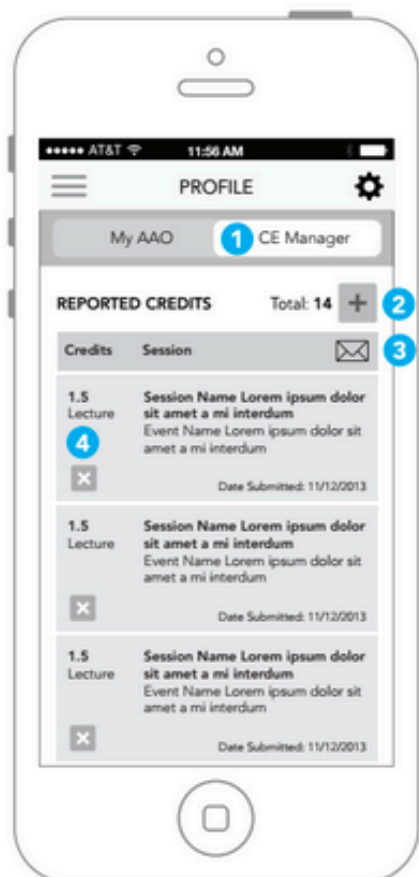 AT&T 11:56 AM
PROFILE
My AAO 1 CE Manager
REPORTED CREDITS Total: 14 + 2
Credits Session 3
1.5 Session Name Lorem ipsum dolor
Lecture sit amet a mi interdum
4 Event Name Lorem ipsum dolor sit
amet a mi interdum
Date Submitted: 11/12/2013
1.5 Session Name Lorem ipsum dolor
Lecture sit amet a mi interdum
Event Name Lorem ipsum dolor sit
amet a mi interdum
Date Submitted: 11/12/2013
1.5 Session Name Lorem ipsum dolor
Lecture sit amet a mi interdum
Event Name Lorem ipsum dolor sit
amet a mi interdum
Date Submitted: 11/12/2013